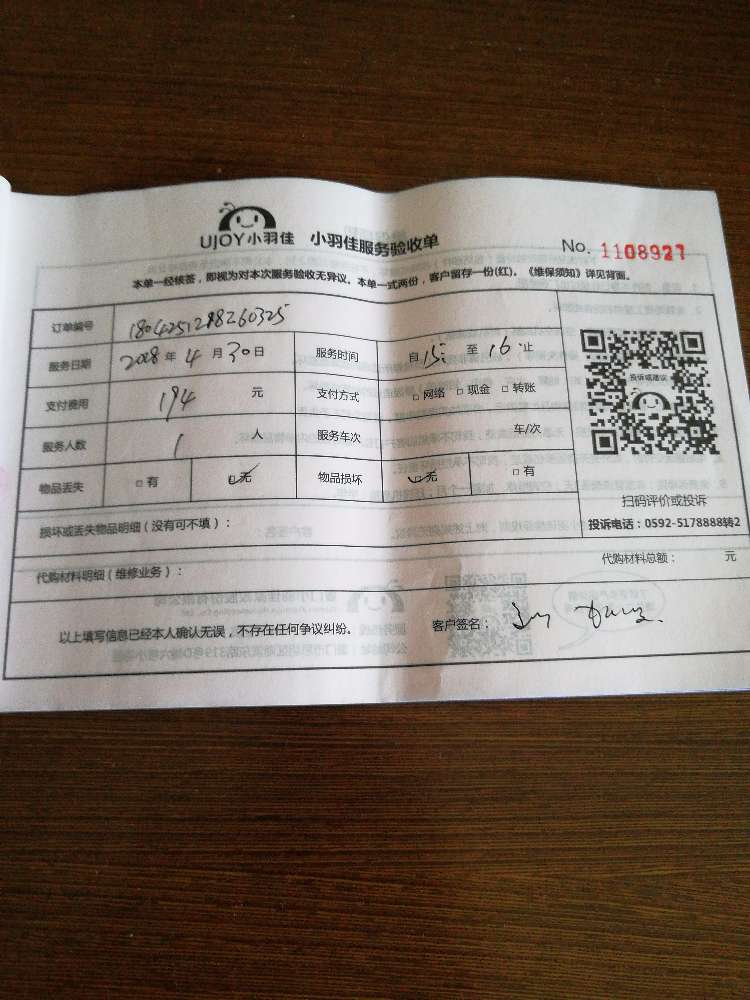 UJOY小羽佳 小羽佳服务验收单 No. 1108927
本单一经核签，即视为对本次服务验收无异议。本单一式两份，客户留存一份(红)。《维保须知》详见背面。
订单编号 1804251288260325
服务日期 2018年4月30日 服务时间 自15:至16:止
支付费用 194 元 支付方式 □网络 □现金 □转账
服务人数 1 人 服务车次 车/次
物品丢失 □有 □无 物品损坏 □无 □有
投诉或建议
扫码评价或投诉
投诉电话：0592-5178888转2
损坏或丢失物品明细（没有可不填）：
代购材料明细（维修业务）： 代购材料总额： 元
以上填写信息已经本人确认无误，不存在任何争议纠纷。 客户签名：